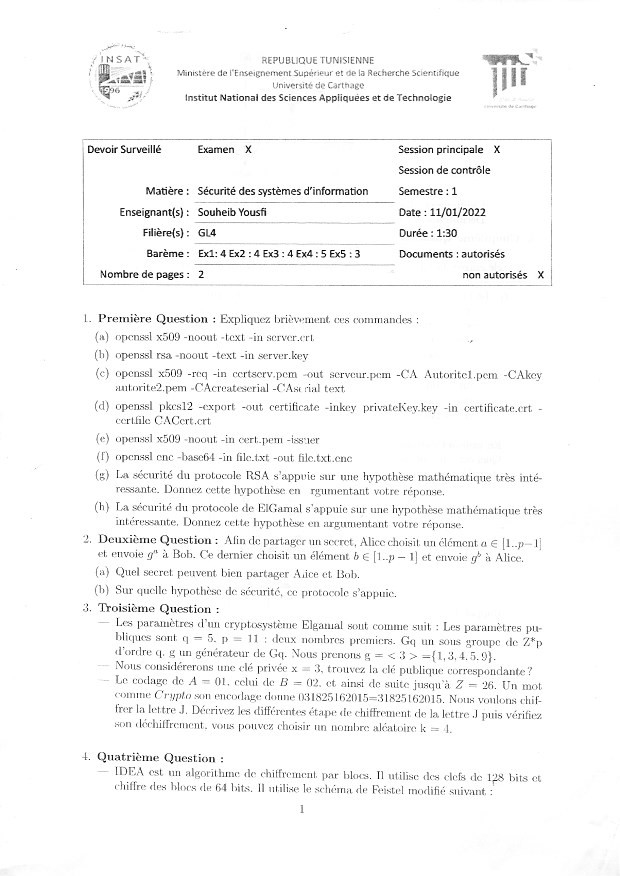 INSAT
1996
REPUBLIQUE TUNISIENNE
Ministère de l'Enseignement Supérieur et de la Recherche Scientifique
Université de Carthage
Institut National des Sciences Appliquées et de Technologie
Université de Carthage
Devoir Surveillé Examen X Session principale X
Session de contrôle
Matière : Sécurité des systèmes d'information Semestre : 1
Enseignant(s) : Souheib Yousfi Date : 11/01/2022
Filière(s) : GL4 Durée : 1:30
Barème : Ex1: 4 Ex2 : 4 Ex3 : 4 Ex4 : 5 Ex5 : 3 Documents : autorisés
Nombre de pages : 2 non autorisés X
1. Première Question : Expliquez brièvement ces commandes :
(a) openssl x509 -noout -text -in server.crt
(b) openssl rsa -noout -text -in server.key
(c) openssl x509 -req -in certserv.pem -out serveur.pem -CA Autorite1.pem -CAkey
autorite2.pem -CAcreateserial -CAserial text
(d) openssl pkcs12 -export -out certificate -inkey privateKey.key -in certificate.crt -
certfile CACert.crt
(e) openssl x509 -noout -in cert.pem -issuer
(f) openssl enc -base64 -in file.txt -out file.txt.enc
(g) La sécurité du protocole RSA s'appuie sur une hypothèse mathématique très inté-
ressante. Donnez cette hypothèse en rgumentant votre réponse.
(h) La sécurité du protocole de ElGamal s'appuie sur une hypothèse mathématique très
intéressante. Donnez cette hypothèse en argumentant votre réponse.
2. Deuxième Question : Afin de partager un secret, Alice choisit un élément a ∈ [1..p−1]
et envoie gᵃ à Bob. Ce dernier choisit un élément b ∈ [1..p − 1] et envoie gᵇ à Alice.
(a) Quel secret peuvent bien partager Alice et Bob.
(b) Sur quelle hypothèse de sécurité, ce protocole s'appuie.
3. Troisième Question :
— Les paramètres d'un cryptosystème Elgamal sont comme suit : Les paramètres pu-
bliques sont q = 5, p = 11 : deux nombres premiers. Gq un sous groupe de Z*p
d'ordre q, g un générateur de Gq. Nous prenons g = < 3 > ={1, 3, 4, 5, 9}.
— Nous considérerons une clé privée x = 3, trouvez la clé publique correspondante ?
— Le codage de A = 01, celui de B = 02, et ainsi de suite jusqu'à Z = 26. Un mot
comme Crypto son encodage donne 031825162015=31825162015. Nous voulons chif-
frer la lettre J. Décrivez les différentes étape de chiffrement de la lettre J puis vérifiez
son déchiffrement, vous pouvez choisir un nombre aléatoire k = 4.
4. Quatrième Question :
— IDEA est un algorithme de chiffrement par blocs. Il utilise des clefs de 128 bits et
chiffre des blocs de 64 bits. Il utilise le schéma de Feistel modifié suivant :
1